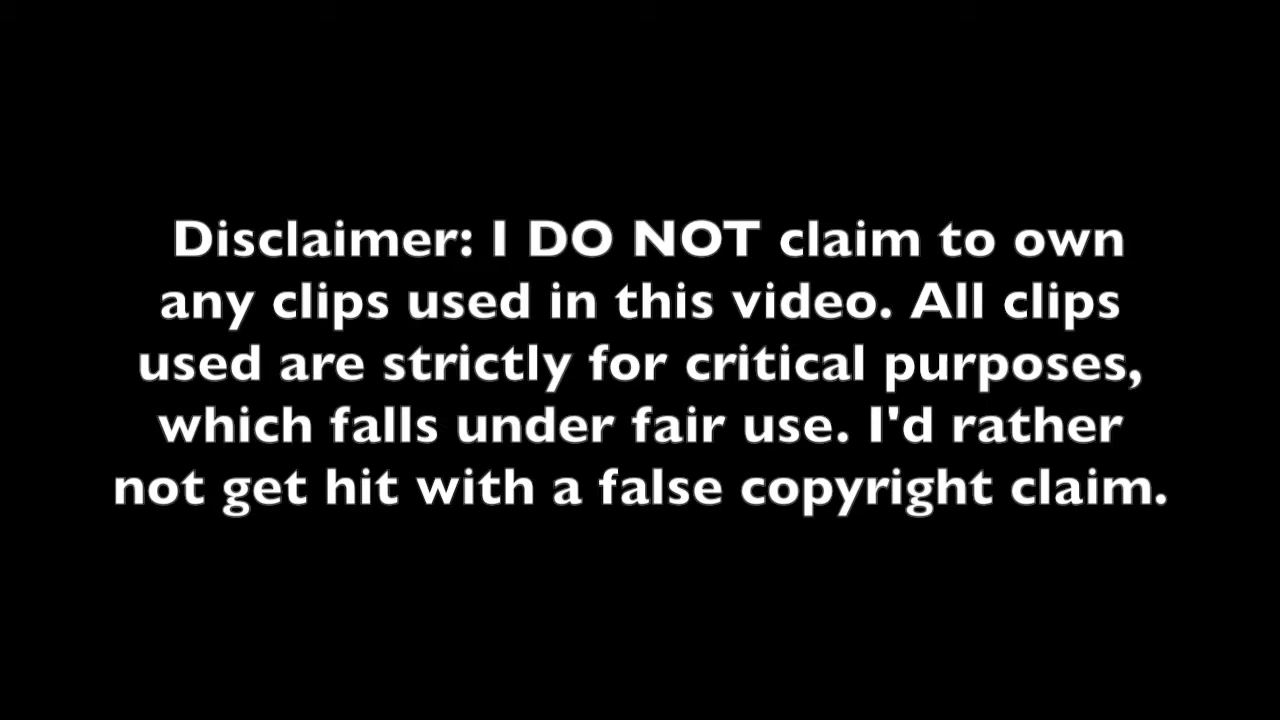 Disclaimer: I DO NOT claim to own
any clips used in this video. All clips
used are strictly for critical purposes,
which falls under fair use. I'd rather
not get hit with a false copyright claim.